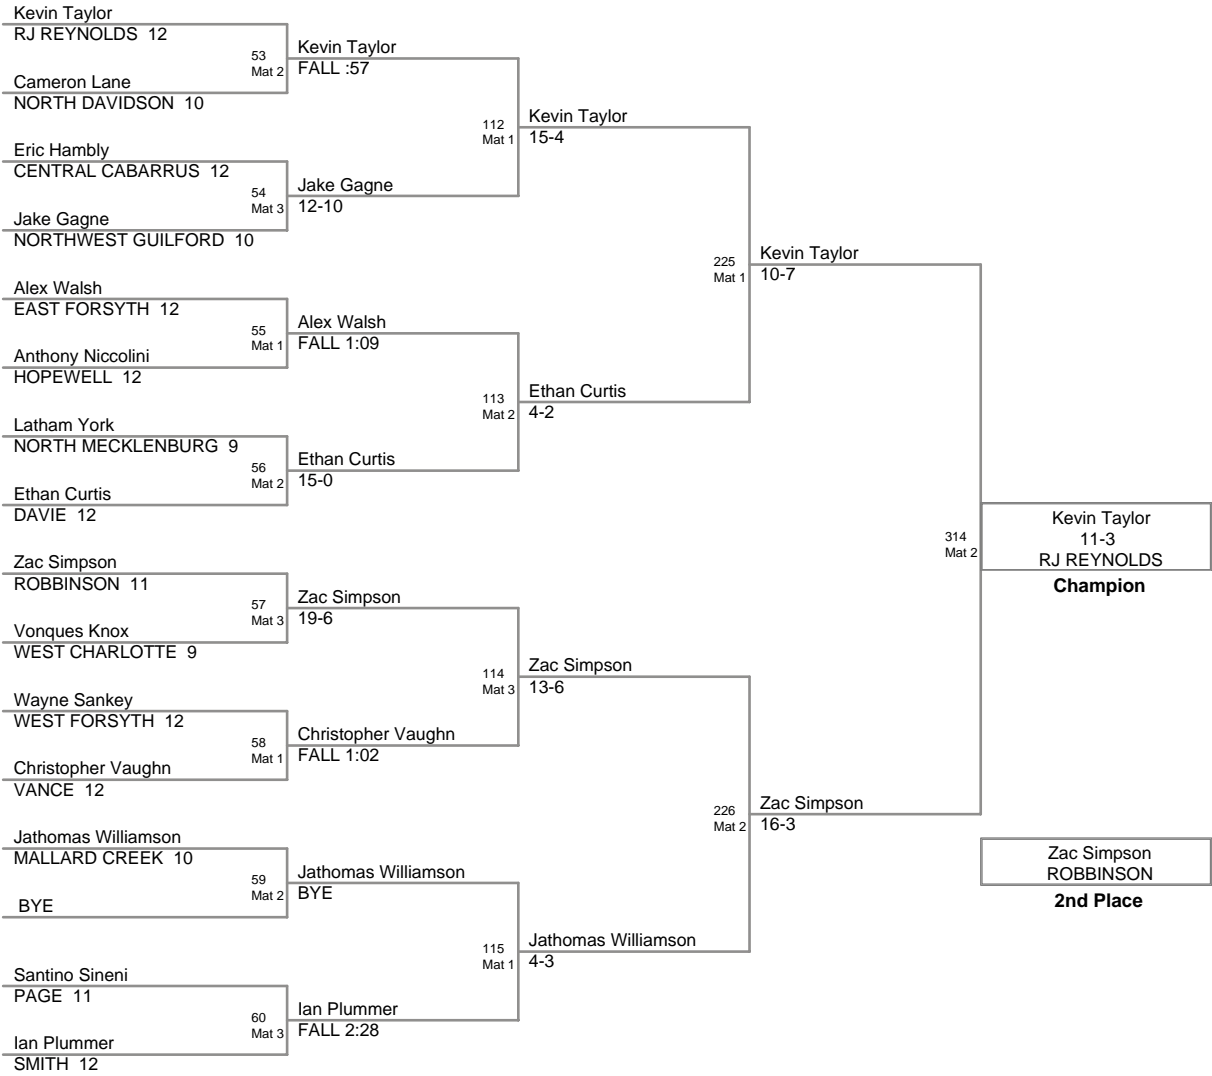 Kevin Taylor
RJ REYNOLDS 12
53
Mat 2
Kevin Taylor
FALL :57
Cameron Lane
NORTH DAVIDSON 10
112
Mat 1
Kevin Taylor
15-4
Eric Hambly
CENTRAL CABARRUS 12
54
Mat 3
Jake Gagne
12-10
Jake Gagne
NORTHWEST GUILFORD 10
225
Mat 1
Kevin Taylor
10-7
Alex Walsh
EAST FORSYTH 12
55
Mat 1
Alex Walsh
FALL 1:09
Anthony Niccolini
HOPEWELL 12
113
Mat 2
Ethan Curtis
4-2
Latham York
NORTH MECKLENBURG 9
56
Mat 2
Ethan Curtis
15-0
Ethan Curtis
DAVIE 12
314
Mat 2
Kevin Taylor
11-3
RJ REYNOLDS
Champion
Zac Simpson
ROBBINSON 11
57
Mat 3
Zac Simpson
19-6
Vonques Knox
WEST CHARLOTTE 9
114
Mat 3
Zac Simpson
13-6
Wayne Sankey
WEST FORSYTH 12
58
Mat 1
Christopher Vaughn
FALL 1:02
Christopher Vaughn
VANCE 12
226
Mat 2
Zac Simpson
16-3
Jathomas Williamson
MALLARD CREEK 10
59
Mat 2
Jathomas Williamson
BYE
BYE
Zac Simpson
ROBBINSON
2nd Place
115
Mat 1
Jathomas Williamson
4-3
Santino Sineni
PAGE 11
60
Mat 3
Ian Plummer
FALL 2:28
Ian Plummer
SMITH 12